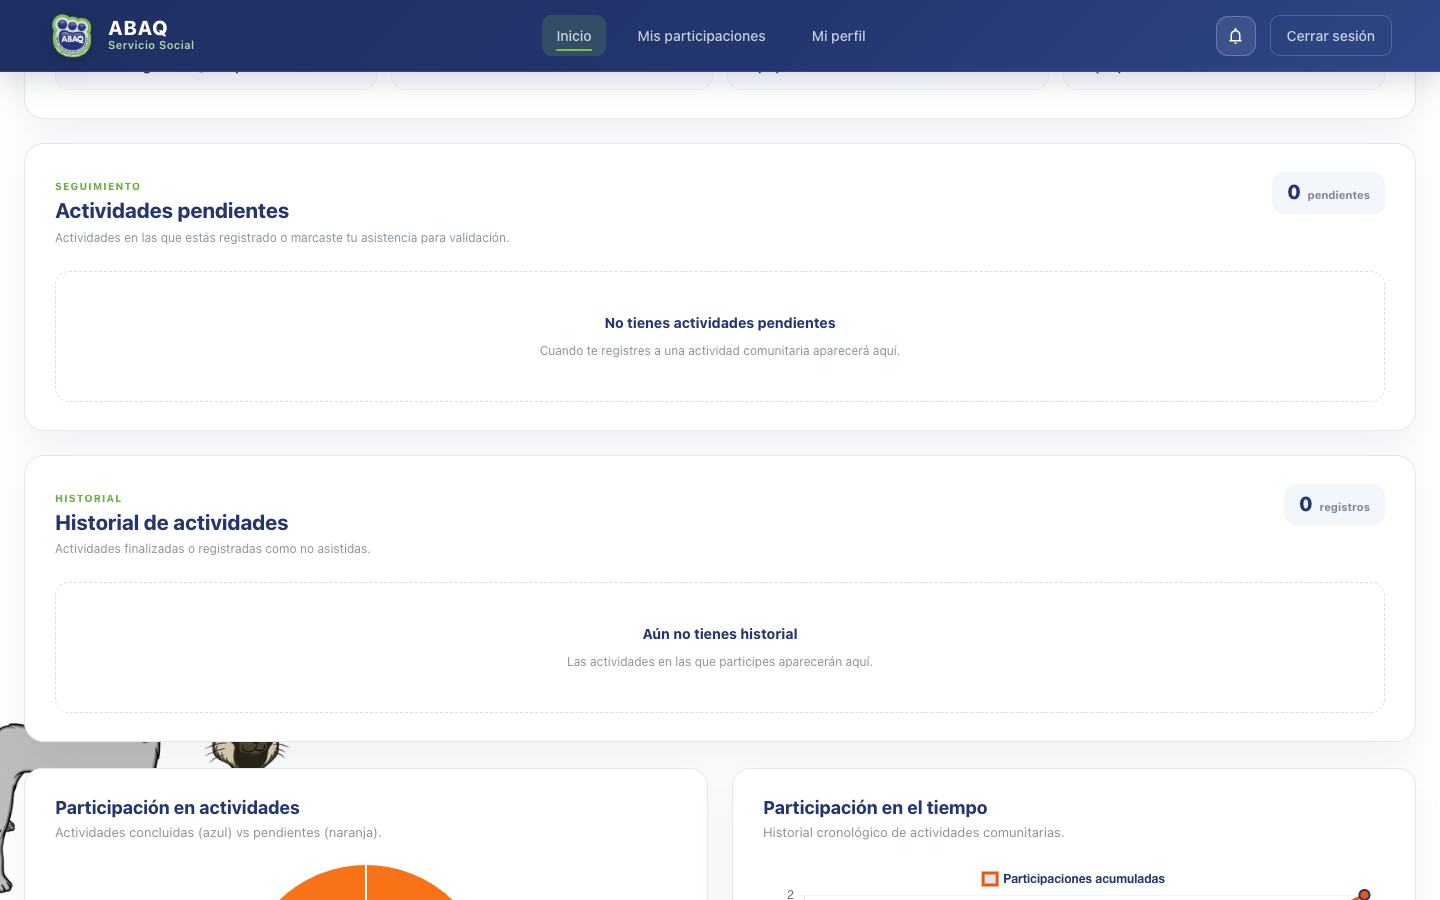 ABAQ
ABAQ
Servicio Social
Inicio
Mis participaciones
Mi perfil
Cerrar sesión
SEGUIMIENTO
Actividades pendientes
Actividades en las que estás registrado o marcaste tu asistencia para validación.
0 pendientes
No tienes actividades pendientes
Cuando te registres a una actividad comunitaria aparecerá aquí.
HISTORIAL
Historial de actividades
Actividades finalizadas o registradas como no asistidas.
0 registros
Aún no tienes historial
Las actividades en las que participes aparecerán aquí.
Participación en actividades
Actividades concluidas (azul) vs pendientes (naranja).
Participación en el tiempo
Historial cronológico de actividades comunitarias.
Participaciones acumuladas
2